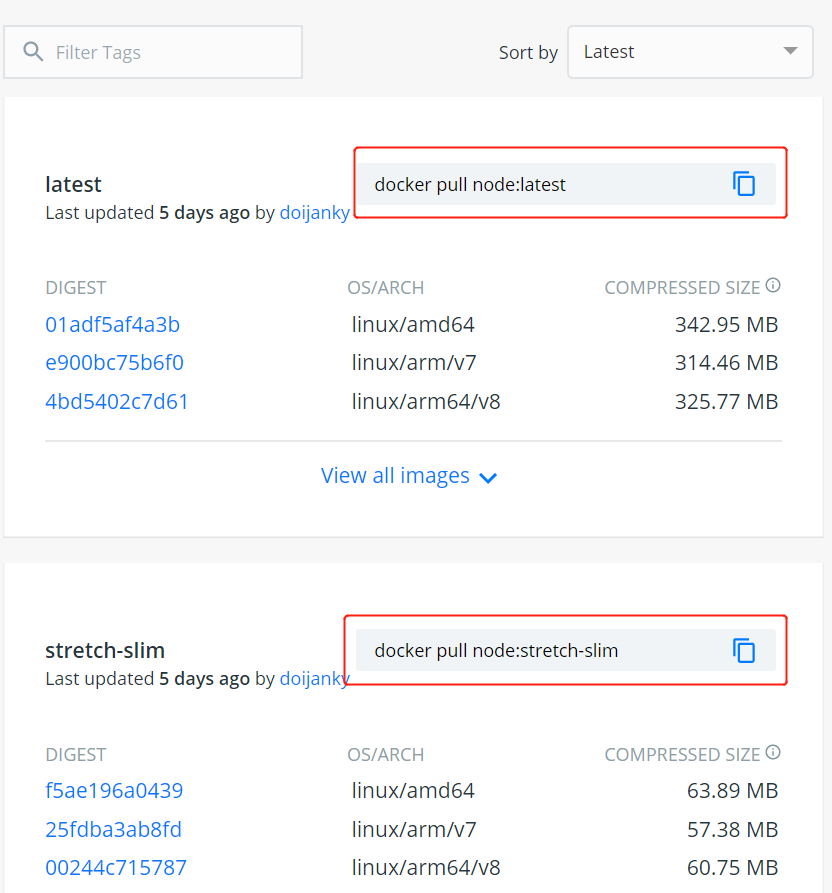 Filter Tags
Sort by Latest
latest
docker pull node:latest
Last updated 5 days ago by doijanky
DIGEST OS/ARCH COMPRESSED SIZE
01adf5af4a3b linux/amd64 342.95 MB
e900bc75b6f0 linux/arm/v7 314.46 MB
4bd5402c7d61 linux/arm64/v8 325.77 MB
View all images
stretch-slim
docker pull node:stretch-slim
Last updated 5 days ago by doijanky
DIGEST OS/ARCH COMPRESSED SIZE
f5ae196a0439 linux/amd64 63.89 MB
25fdba3ab8fd linux/arm/v7 57.38 MB
00244c715787 linux/arm64/v8 60.75 MB